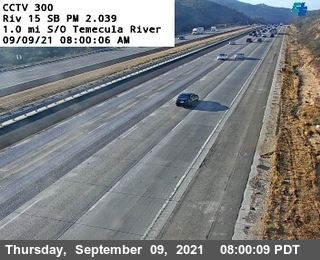 CCTV 300
Riv 15 SB PM 2.039
1.0 mi S/O Temecula River
09/09/21 08:00:06 AM
Thursday, September 09, 2021 08:00:09 PDT